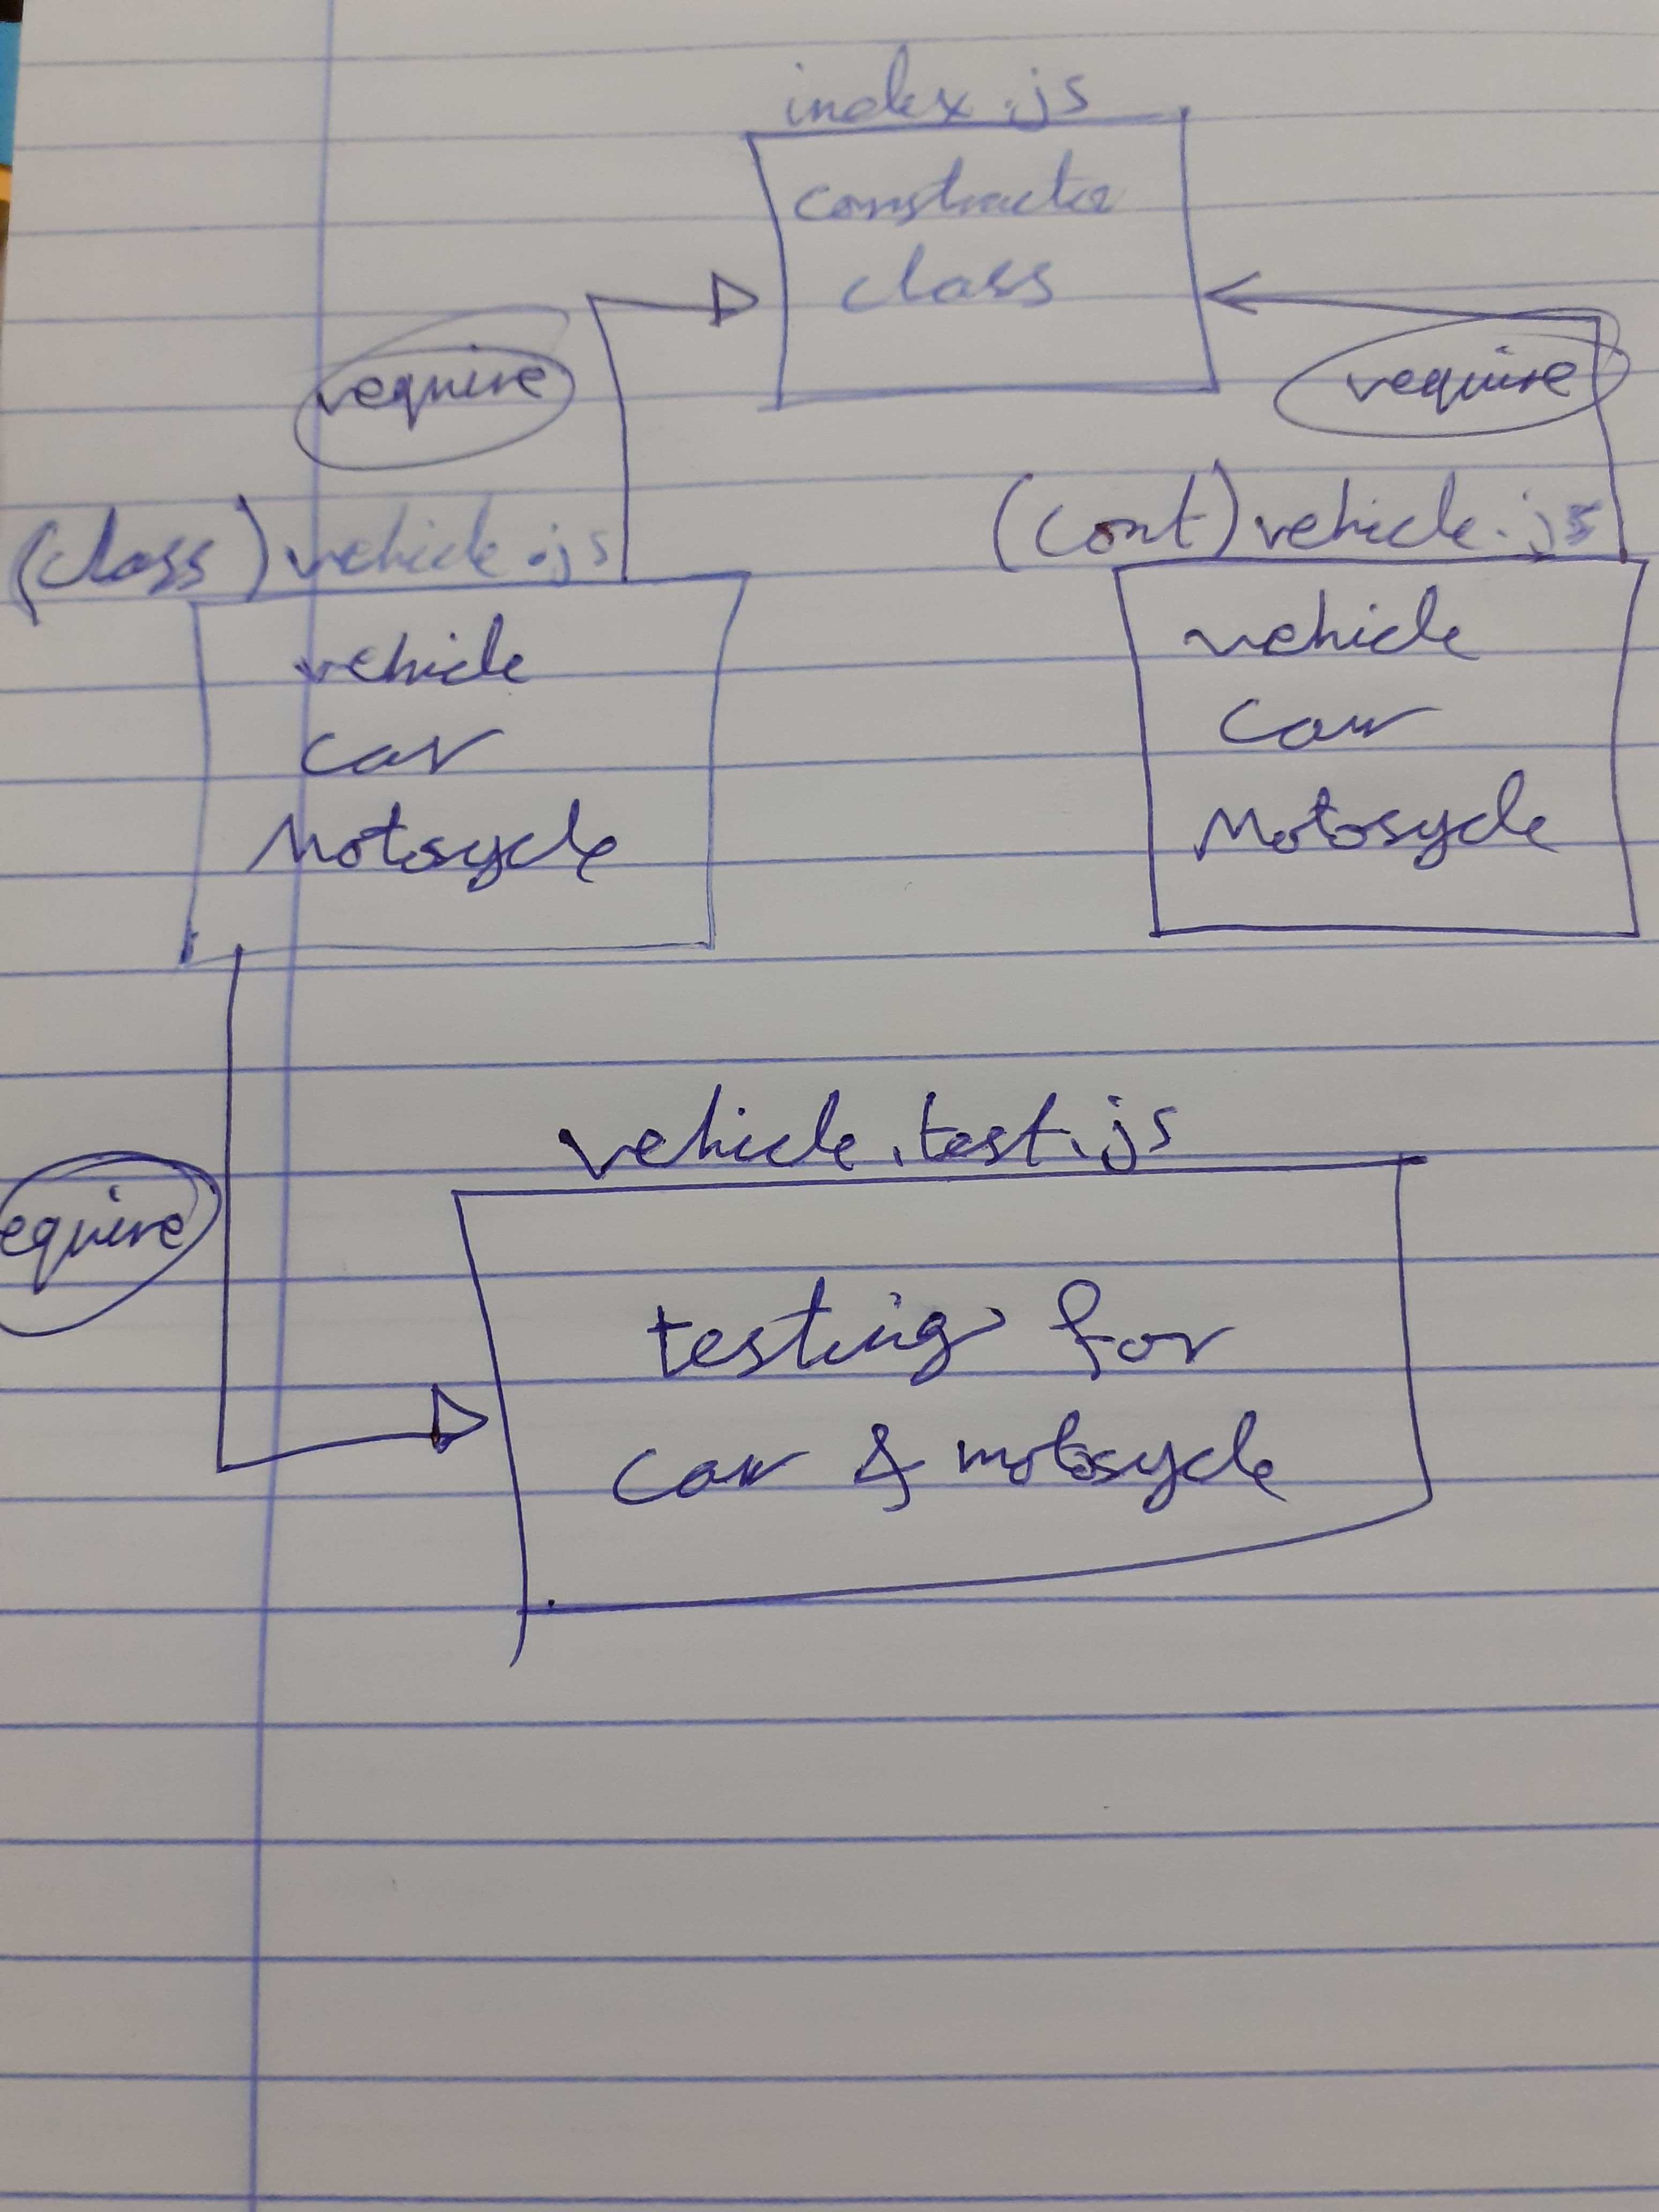 index.js
constructor
class
require
require
(class) vehicle.js
(cont) vehicle.js
vehicle
car
Motosycle
vehicle
car
Motosycle
vehicle.test.js
equire
testing for
car & motosycle